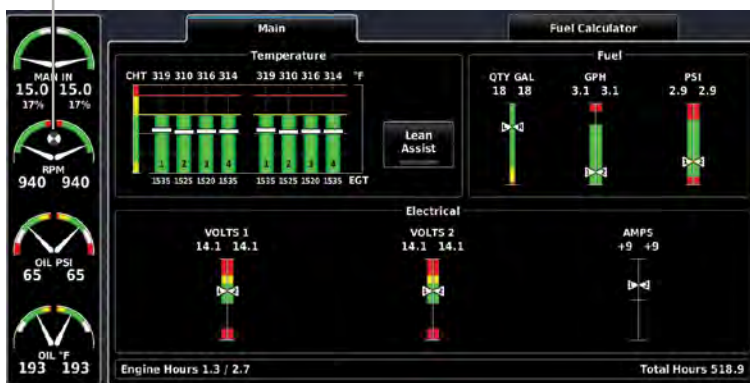 Main
Fuel Calculator
Temperature
CHT 319 310 316 314 319 310 316 314 °F
1 2 3 4 1 2 3 4
1535 1525 1520 1535 1535 1525 1520 1535 EGT
Lean
Assist
Fuel
QTY GAL GPH PSI
18 18 3.1 3.1 2.9 2.9
MAN IN
15.0 15.0
17% 17%
RPM
940 940
OIL PSI
65 65
OIL °F
193 193
Electrical
VOLTS 1 VOLTS 2 AMPS
14.1 14.1 14.1 14.1 +9 +9
Engine Hours 1.3 / 2.7
Total Hours 518.9